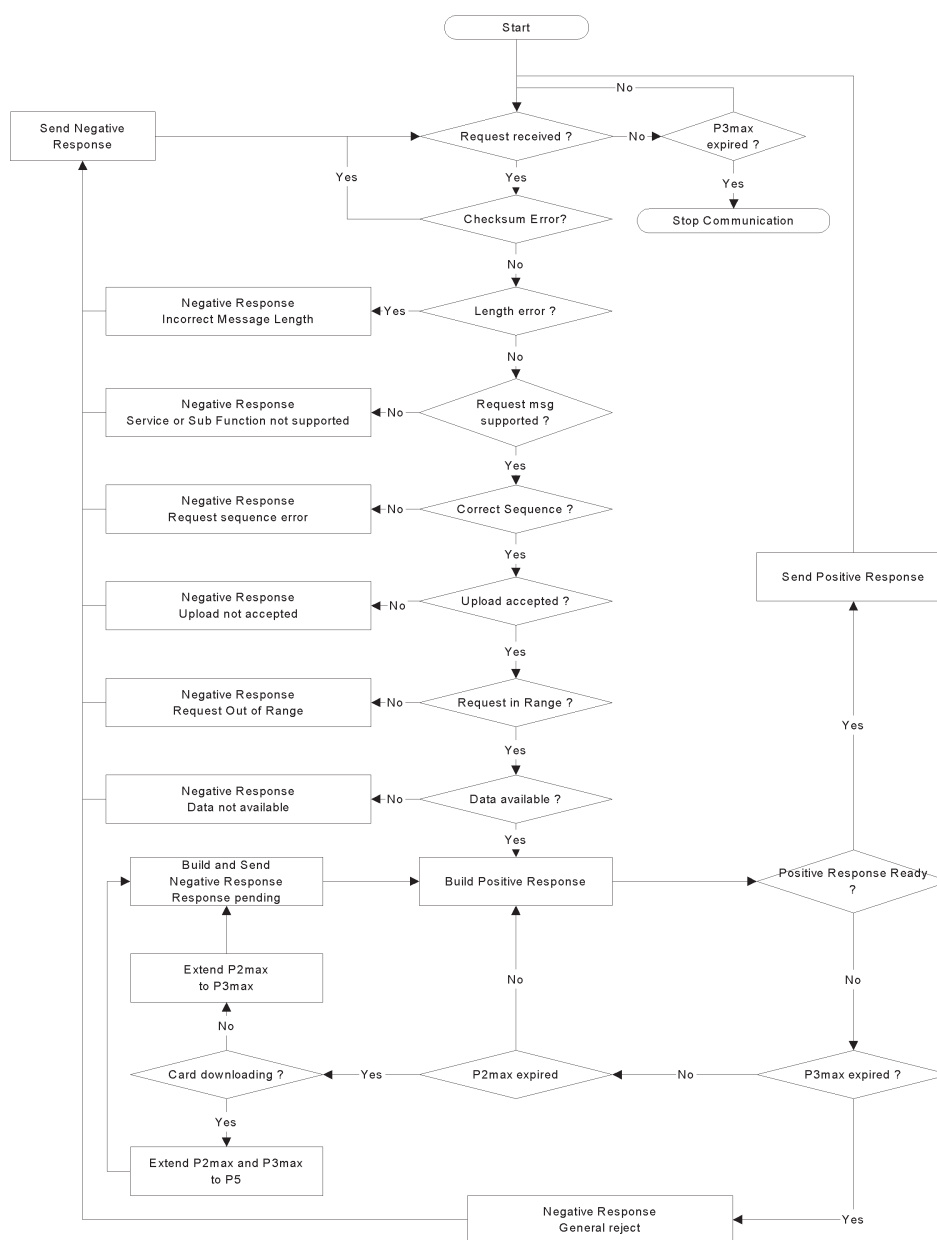 Start
No
Send Negative
Response
Request received ?
No
P3max
expired ?
Yes
Yes
Yes
Checksum Error?
Stop Communication
No
Negative Response
Incorrect Message Length
Yes
Length error ?
No
Negative Response
Service or Sub Function not supported
No
Request msg
supported ?
Yes
Negative Response
Request sequence error
No
Correct Sequence ?
Yes
Send Positive Response
Negative Response
Upload not accepted
No
Upload accepted ?
Yes
Negative Response
Request Out of Range
No
Request in Range ?
Yes
Yes
Negative Response
Data not available
No
Data available ?
Yes
Build and Send
Negative Response
Response pending
Build Positive Response
Positive Response Ready
?
Extend P2max
to P3max
No
No
No
Card downloading ?
Yes
P2max expired
No
P3max expired ?
Yes
Extend P2max and P3max
to P5
Negative Response
General reject
Yes